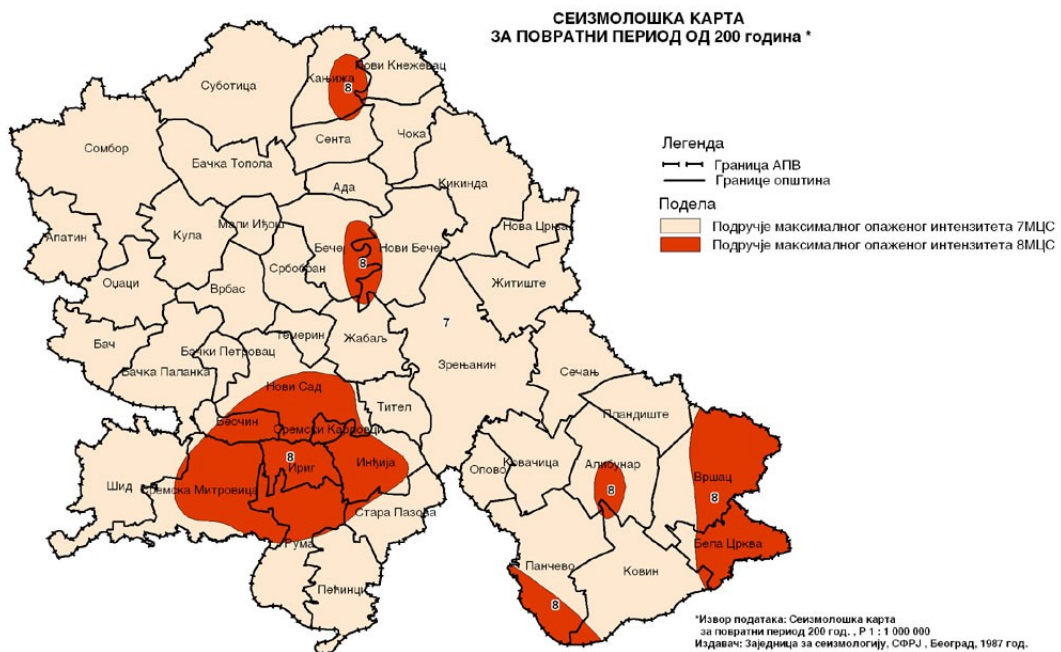 СЕИЗМОЛОШКА КАРТА
ЗА ПОВРАТНИ ПЕРИОД ОД 200 година *
Легенда
Граница АПВ
Границе општина
Подела
Подручје максималног опаженог интензитета 7МЦС
Подручје максималног опаженог интензитета 8МЦС
Суботица
Кањижа
Нови Кнежевац
8
Сента
Чока
Сомбор
Бачка Топола
Ада
Кикинда
Апатин
Кула
Мали Иђош
Бечеј
Нови Бечеј
Нова Црња
8
Србобран
Оџаци
Врбас
Житиште
7
Темерин
Жабаљ
Бач
Бачки Петровац
Зрењанин
Бачка Паланка
Сечањ
Нови Сад
Тител
Пландиште
Беочин
Сремски Карловци
8
Ириг
Инђија
Опово
Ковачица
Алибунар
Вршац
8
8
Шид
Сремска Митровица
Стара Пазова
Рума
Бела Црква
Панчево
Ковин
Пећинци
8
*Извор података: Сеизмолошка карта
за повратни период 200 год. , Р 1 : 1 000 000
Издавач: Заједница за сеизмологију, СФРЈ , Београд, 1987 год.